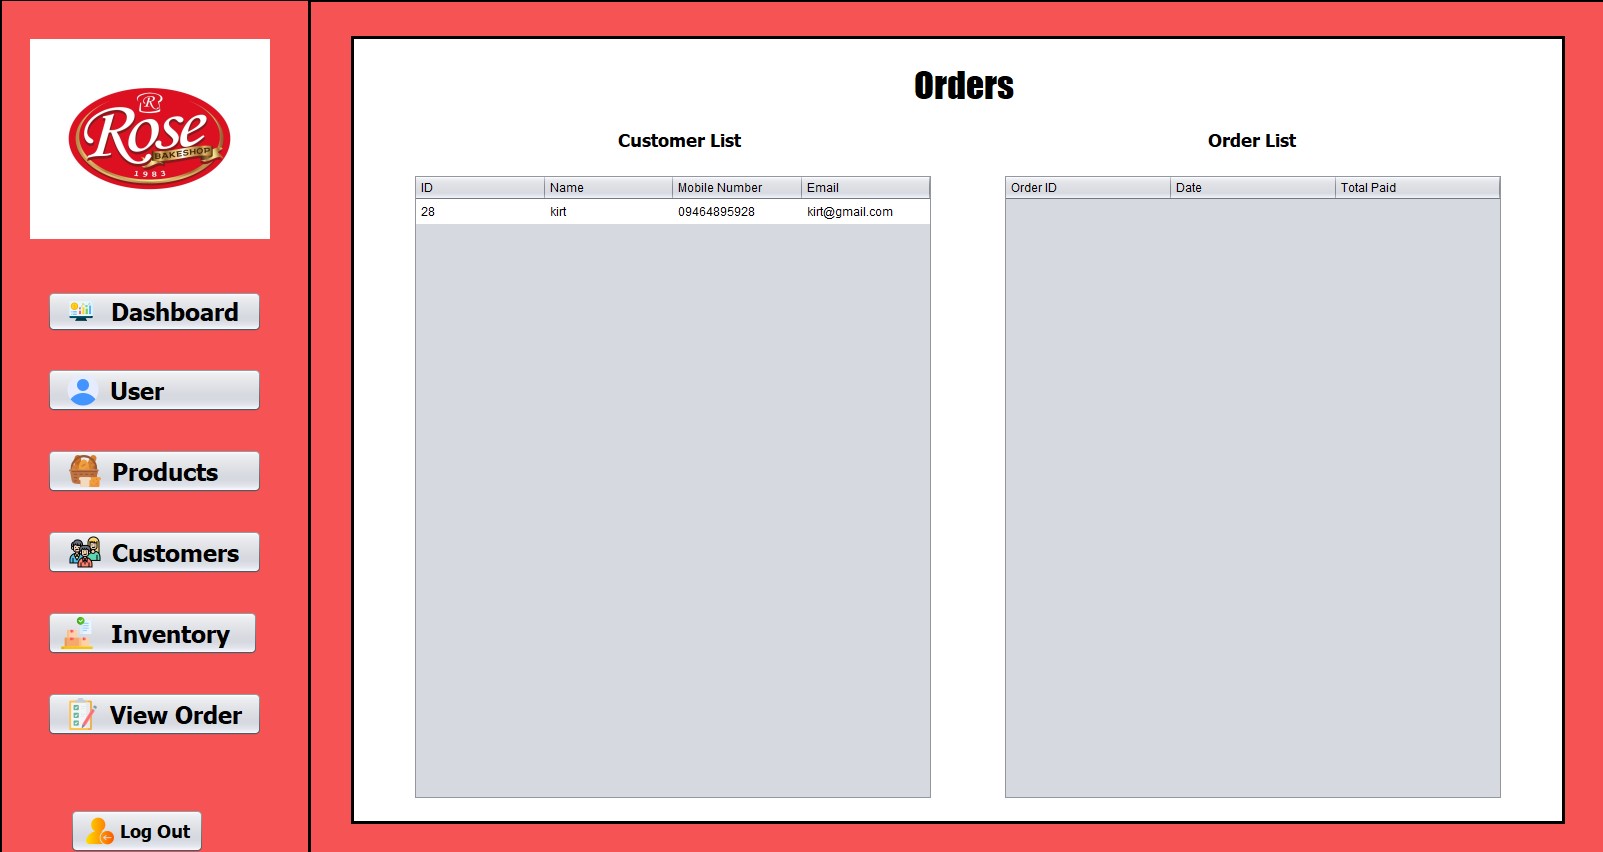 R
Rose
BAKESHOP
1983
Dashboard
User
Products
Customers
Inventory
View Order
Log Out
Orders
Customer List
ID Name Mobile Number Email
28 kirt 09464895928 kirt@gmail.com
Order List
Order ID Date Total Paid